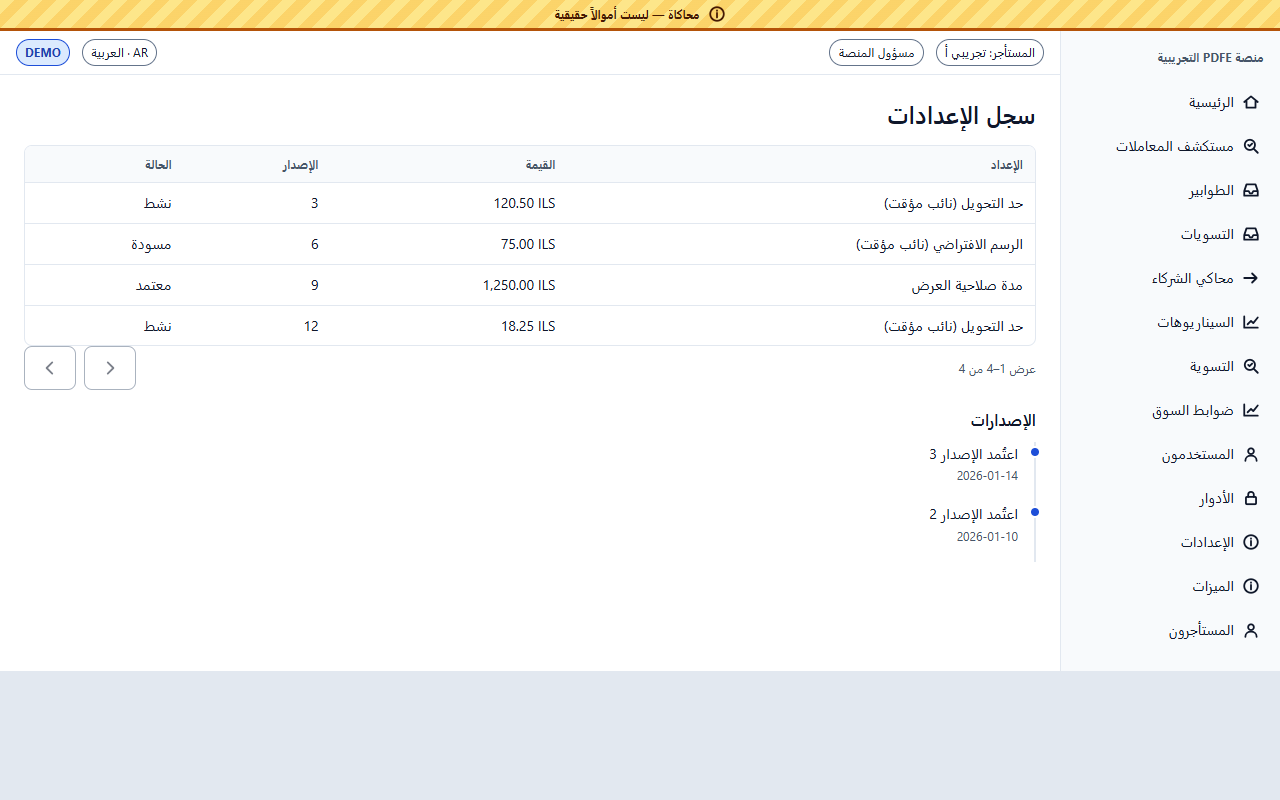 محاكاة — ليست أموالاً حقيقية
منصة PDFE التجريبية
الرئيسية
مستكشف المعاملات
الطوابير
التسويات
محاكي الشركاء
السيناريوهات
التسوية
ضوابط السوق
المستخدمون
الأدوار
الإعدادات
الميزات
المستأجرون
المستأجر: تجريبي أ
مسؤول المنصة
AR · العربية
DEMO
سجل الإعدادات
الإعداد القيمة الإصدار الحالة
حد التحويل (نائب مؤقت) 120.50 ILS 3 نشط
الرسم الافتراضي (نائب مؤقت) 75.00 ILS 6 مسودة
مدة صلاحية العرض 1,250.00 ILS 9 معتمد
حد التحويل (نائب مؤقت) 18.25 ILS 12 نشط
عرض 1–4 من 4
الإصدارات
اعتُمد الإصدار 3
2026-01-14
اعتُمد الإصدار 2
2026-01-10